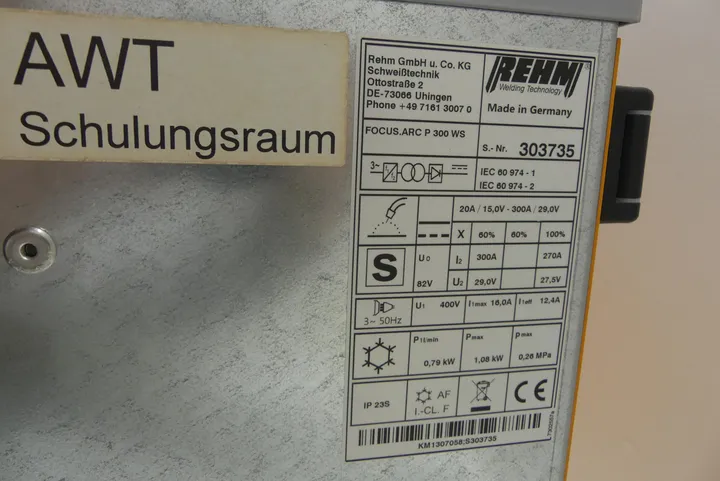 AWT
Schulungsraum
Rehm GmbH u. Co. KG
Schweißtechnik
Ottostraße 2
DE-73066 Uhingen
Phone +49 7161 3007 0
REHM
Welding Technology
Made in Germany
FOCUS.ARC P 300 WS
S.- Nr. 303735
3~
IEC 60 974 - 1
IEC 60 974 - 2
20A / 15,0V - 300A / 29,0V
X 60% 60% 100%
S
U0 I2 300A 270A
82V U2 29,0V 27,5V
3~ 50Hz
U1 400V I1max 16,0A I1eff 12,4A
P1l/min Pmax pmax
0,79 kW 1,08 kW 0,26 MPa
IP 23S
AF
I.-CL. F
CE
KM1307058:S303735